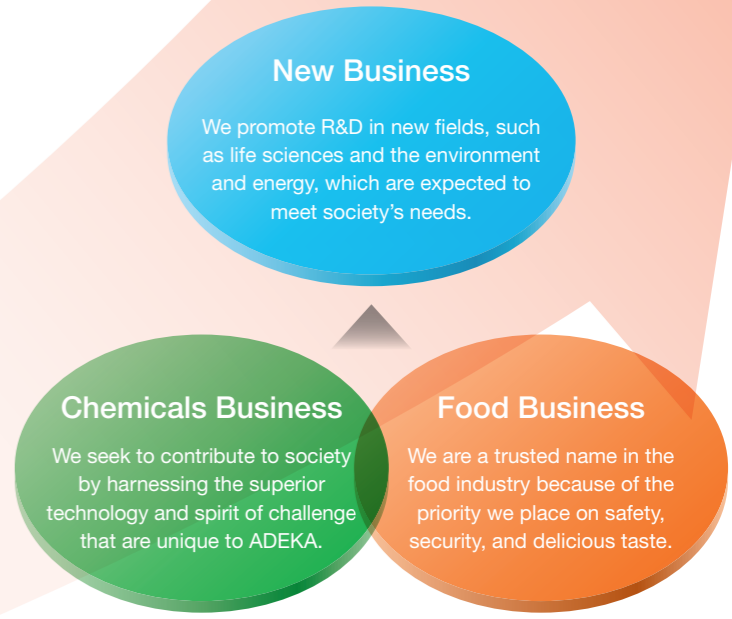 New Business
We promote R&D in new fields, such
as life sciences and the environment
and energy, which are expected to
meet society’s needs.
Chemicals Business
We seek to contribute to society
by harnessing the superior
technology and spirit of challenge
that are unique to ADEKA.
Food Business
We are a trusted name in the
food industry because of the
priority we place on safety,
security, and delicious taste.